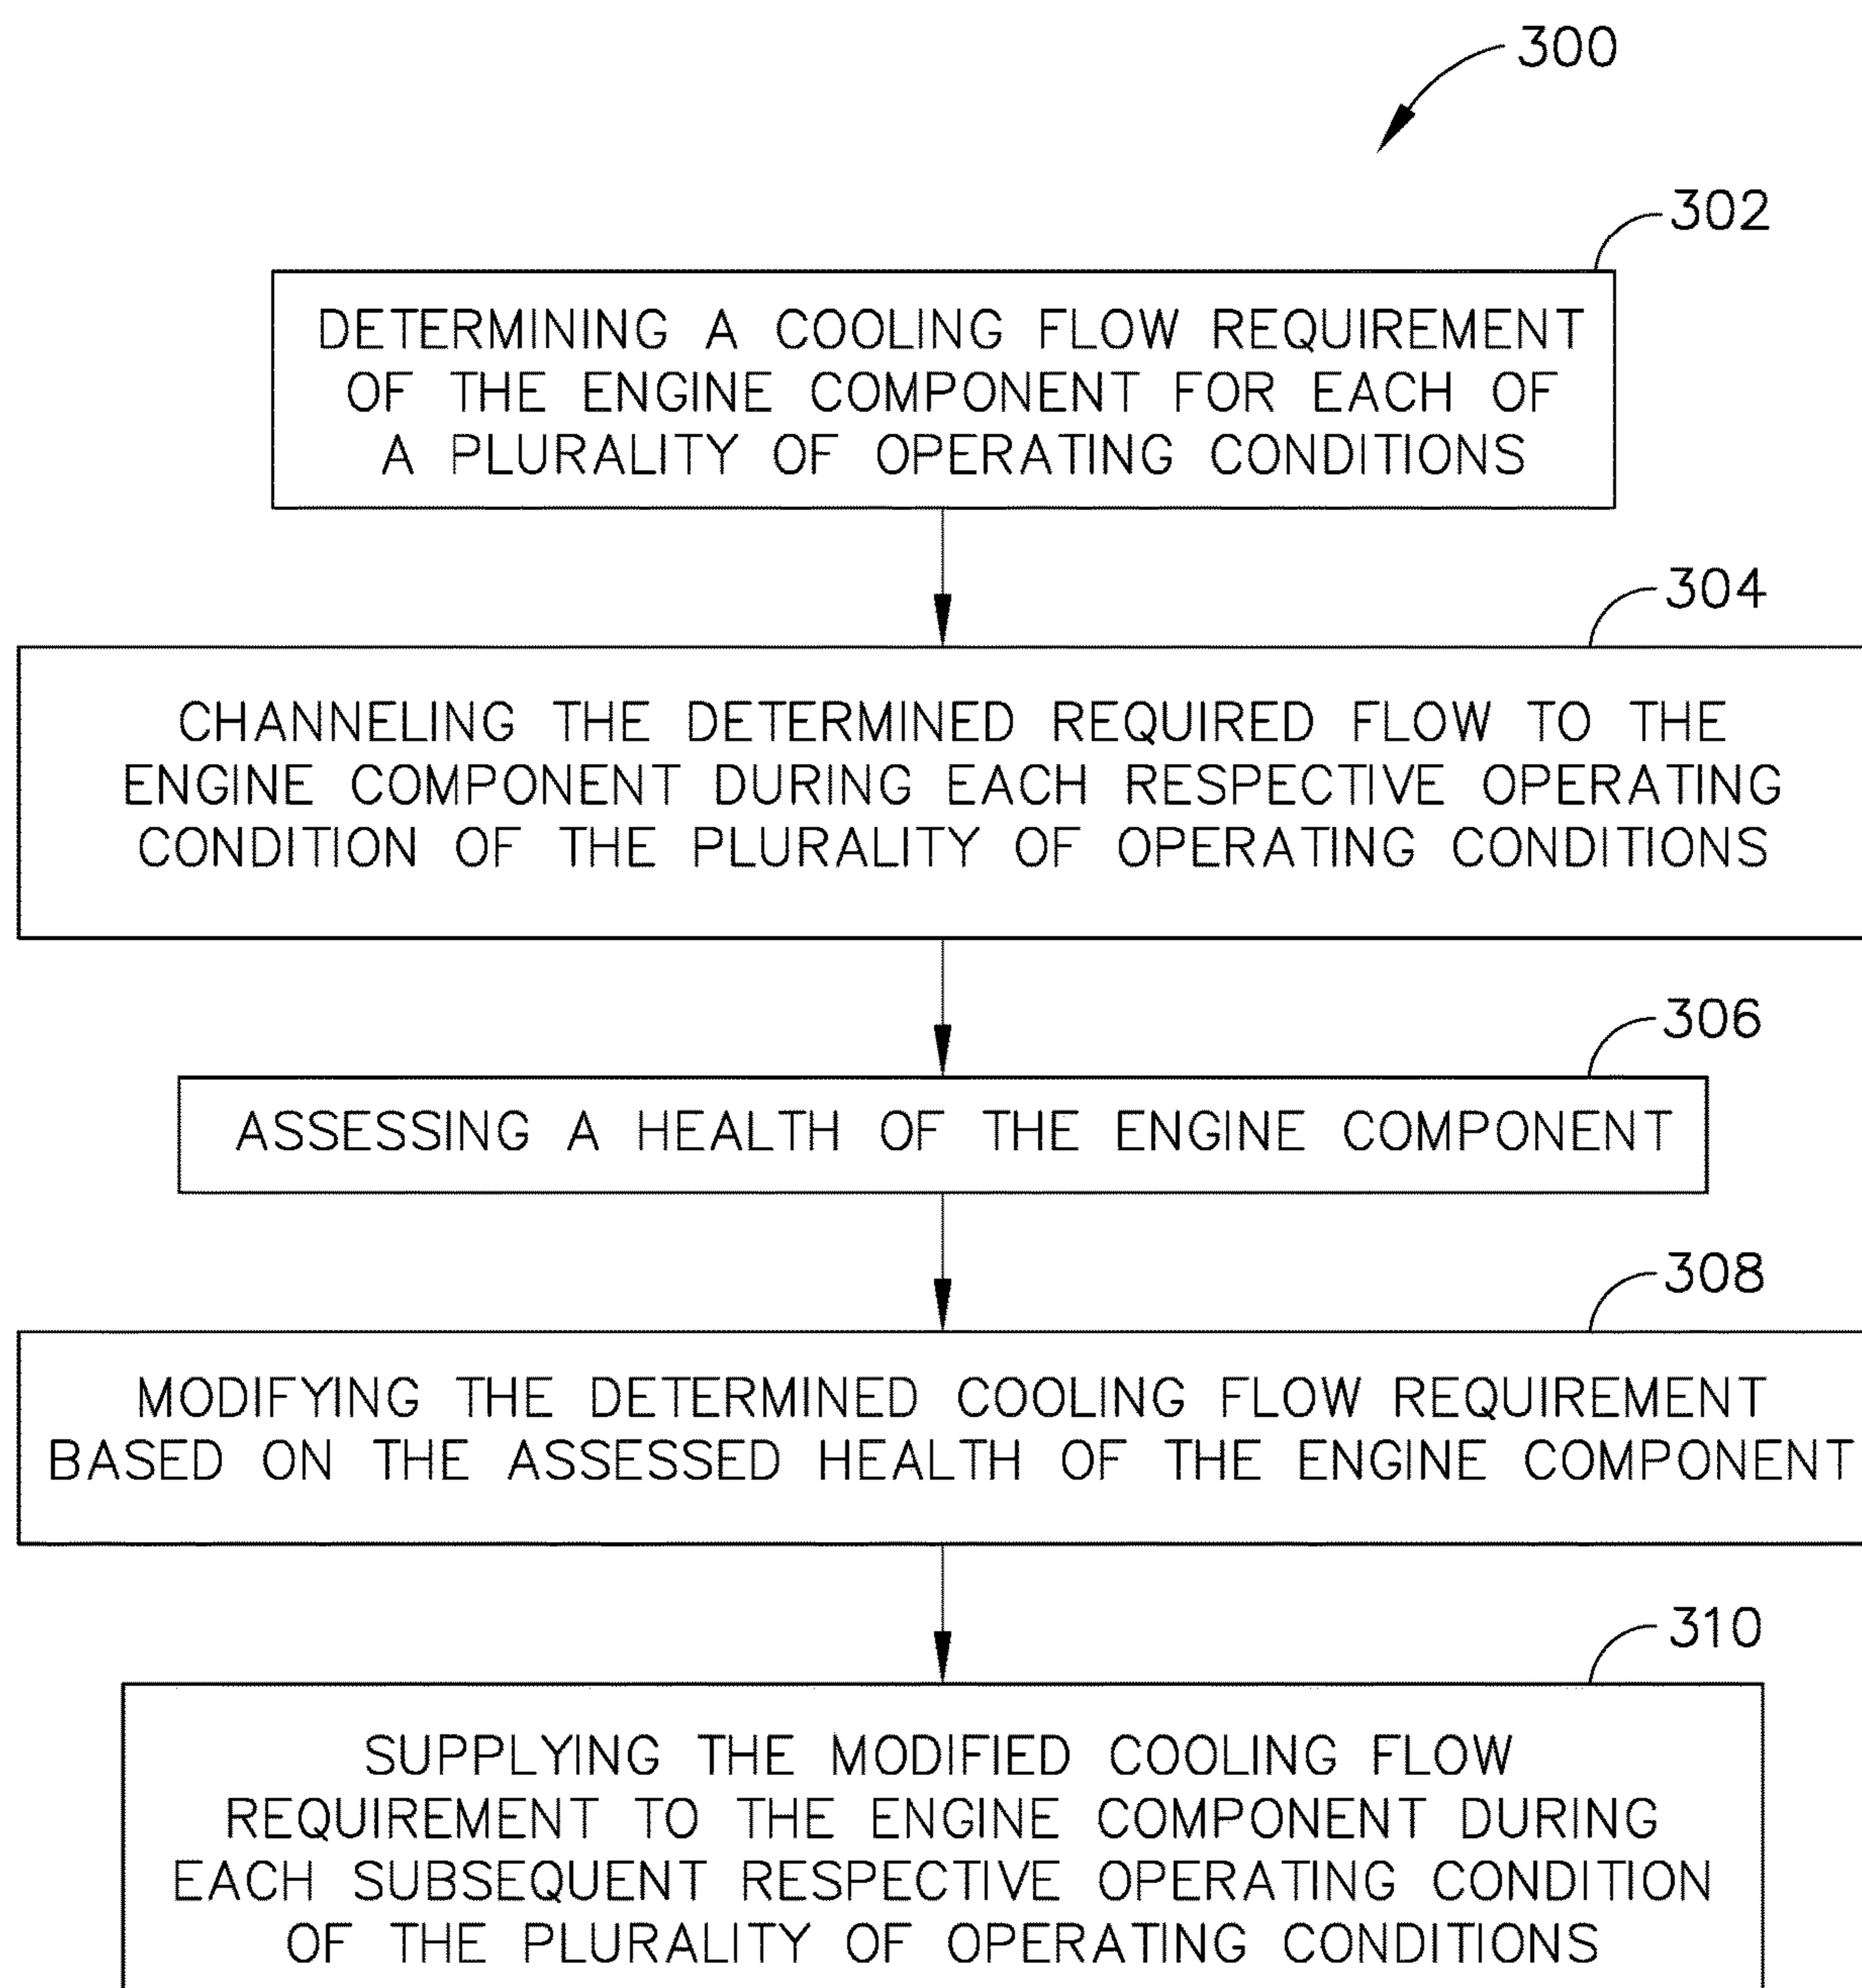 300
302
DETERMINING A COOLING FLOW REQUIREMENT
OF THE ENGINE COMPONENT FOR EACH OF
A PLURALITY OF OPERATING CONDITIONS
304
CHANNELING THE DETERMINED REQUIRED FLOW TO THE
ENGINE COMPONENT DURING EACH RESPECTIVE OPERATING
CONDITION OF THE PLURALITY OF OPERATING CONDITIONS
306
ASSESSING A HEALTH OF THE ENGINE COMPONENT
308
MODIFYING THE DETERMINED COOLING FLOW REQUIREMENT
BASED ON THE ASSESSED HEALTH OF THE ENGINE COMPONENT
310
SUPPLYING THE MODIFIED COOLING FLOW
REQUIREMENT TO THE ENGINE COMPONENT DURING
EACH SUBSEQUENT RESPECTIVE OPERATING CONDITION
OF THE PLURALITY OF OPERATING CONDITIONS